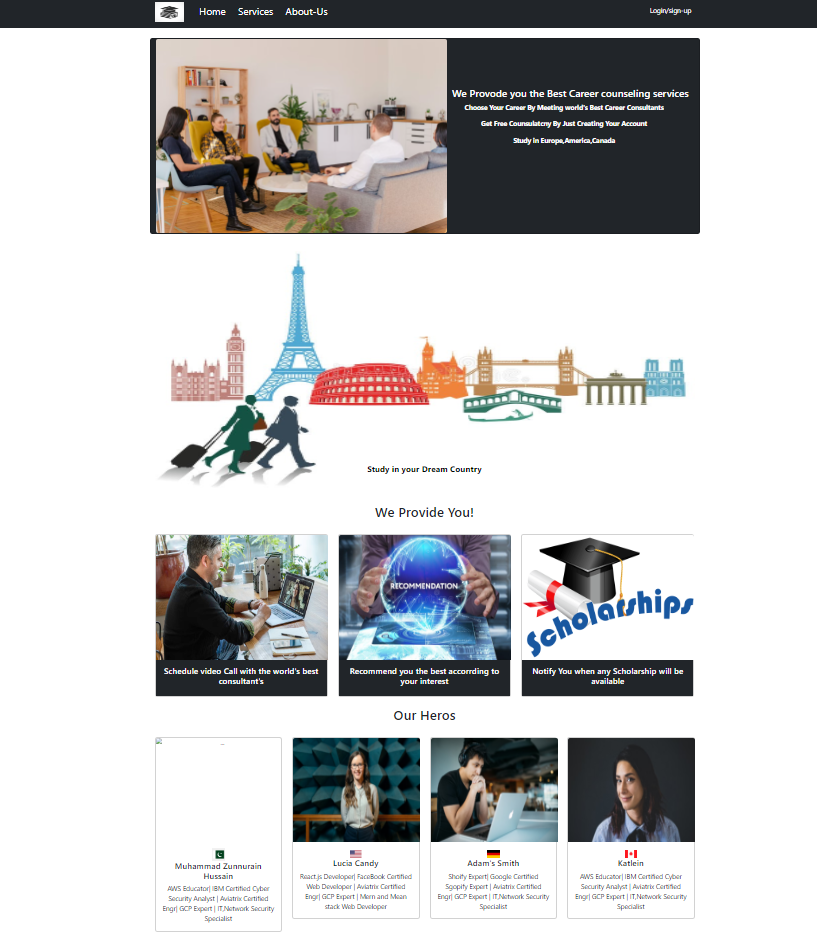 Home Services About-Us Login/sign-up
We Provode you the Best Career counseling services
Choose Your Career By Meeting world's Best Career Consultants
Get Free Counsulatcny By Just Creating Your Account
Study in Europe,America,Canada
Study in your Dream Country
We Provide You!
RECOMMENDATION
Scholarships
Schedule video Call with the world's best
consultant's
Recommend you the best accorrding to
your interest
Notify You when any Scholarship will be
available
Our Heros
Muhammad Zunnurain
Hussain
AWS Educator| IBM Certified Cyber
Security Analyst | Aviatrix Certified
Engr| GCP Expert | IT,Network Security
Specialist
Lucia Candy
React.js Developer| FaceBook Certified
Web Developer | Aviatrix Certified
Engr| GCP Expert | Mern and Mean
stack Web Developer
Adam's Smith
Shoify Expert| Google Certified
Sgopify Expert | Aviatrix Certified
Engr| GCP Expert | IT,Network Security
Specialist
Katlein
AWS Educator| IBM Certified Cyber
Security Analyst | Aviatrix Certified
Engr| GCP Expert | IT,Network Security
Specialist